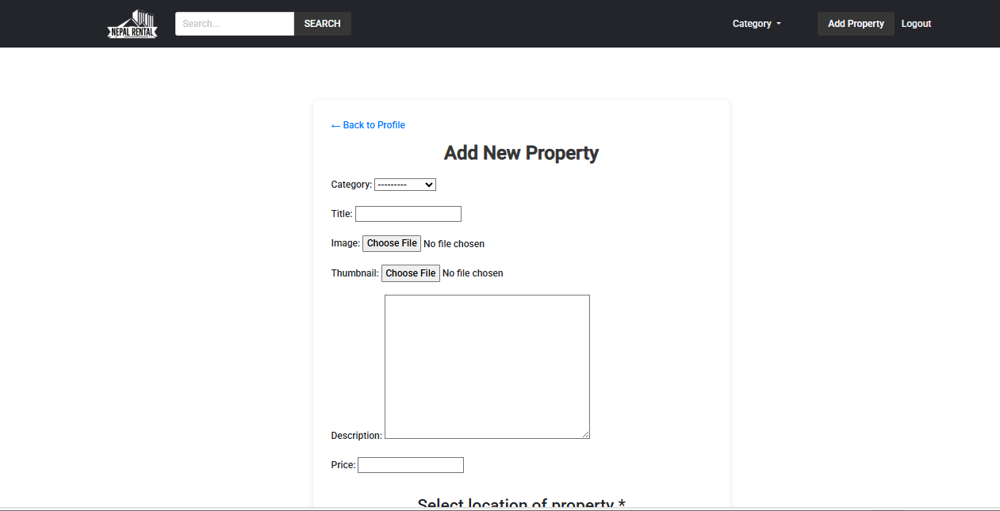 NEPAL RENTAL
Search...
SEARCH
Category
Add Property
Logout
← Back to Profile
Add New Property
Category: ---------
Title:
Image: Choose File No file chosen
Thumbnail: Choose File No file chosen
Description:
Price:
Select location of property *